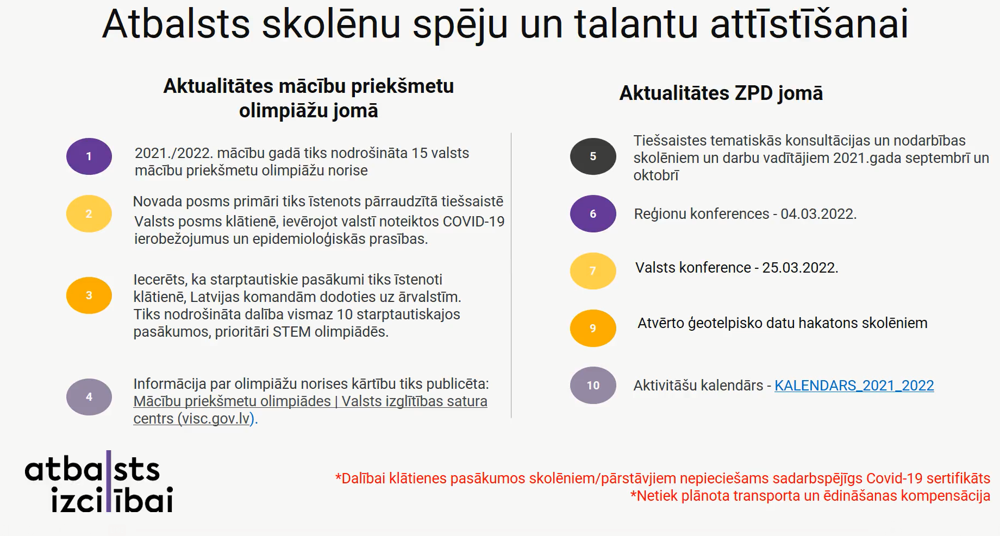 Atbalsts skolēnu spēju un talantu attīstīšanai
Aktualitātes mācību priekšmetu
olimpiāžu jomā
1
2021./2022. mācību gadā tiks nodrošināta 15 valsts
mācību priekšmetu olimpiāžu norise
2
Novada posms primāri tiks īstenots pārraudzītā tiešsaistē
Valsts posms klātienē, ievērojot valstī noteiktos COVID-19
ierobežojumus un epidemioloģiskās prasības.
3
Iecerēts, ka starptautiskie pasākumi tiks īstenoti
klātienē, Latvijas komandām dodoties uz ārvalstīm.
Tiks nodrošināta dalība vismaz 10 starptautiskajos
pasākumos, prioritāri STEM olimpiādēs.
4
Informācija par olimpiāžu norises kārtību tiks publicēta:
Mācību priekšmetu olimpiādes | Valsts izglītības satura
centrs (visc.gov.lv).
Aktualitātes ZPD jomā
5
Tiešsaistes tematiskās konsultācijas un nodarbības
skolēniem un darbu vadītājiem 2021.gada septembrī un
oktobrī
6
Reģionu konferences - 04.03.2022.
7
Valsts konference - 25.03.2022.
9
Atvērto ģeotelpisko datu hakatons skolēniem
10
Aktivitāšu kalendārs - KALENDARS_2021_2022
atbalsts
izcilībai
*Dalībai klātienes pasākumos skolēniem/pārstāvjiem nepieciešams sadarbspējīgs Covid-19 sertifikāts
*Netiek plānota transporta un ēdināšanas kompensācija